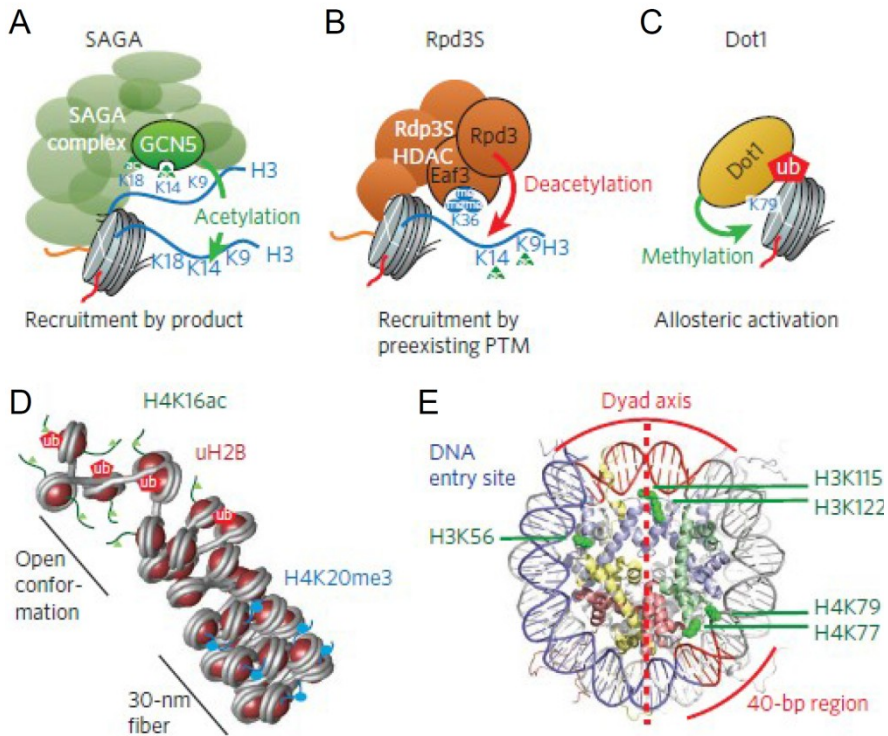 A
SAGA
SAGA
complex
GCN5
K18
K14
K9
H3
Acetylation
K18
K14
K9
H3
Recruitment by product
B
Rpd3S
Rdp3S
HDAC
Rpd3
Eaf3
me
meme
K36
Deacetylation
K14
K9
H3
Recruitment by
preexisting PTM
C
Dot1
Dot1
ub
K79
Methylation
Allosteric activation
D
H4K16ac
ub
ub
uH2B
ub
ub
Open
confor-
mation
H4K20me3
30-nm
fiber
E
Dyad axis
DNA
entry site
H3K115
H3K122
H3K56
H4K79
H4K77
40-bp region